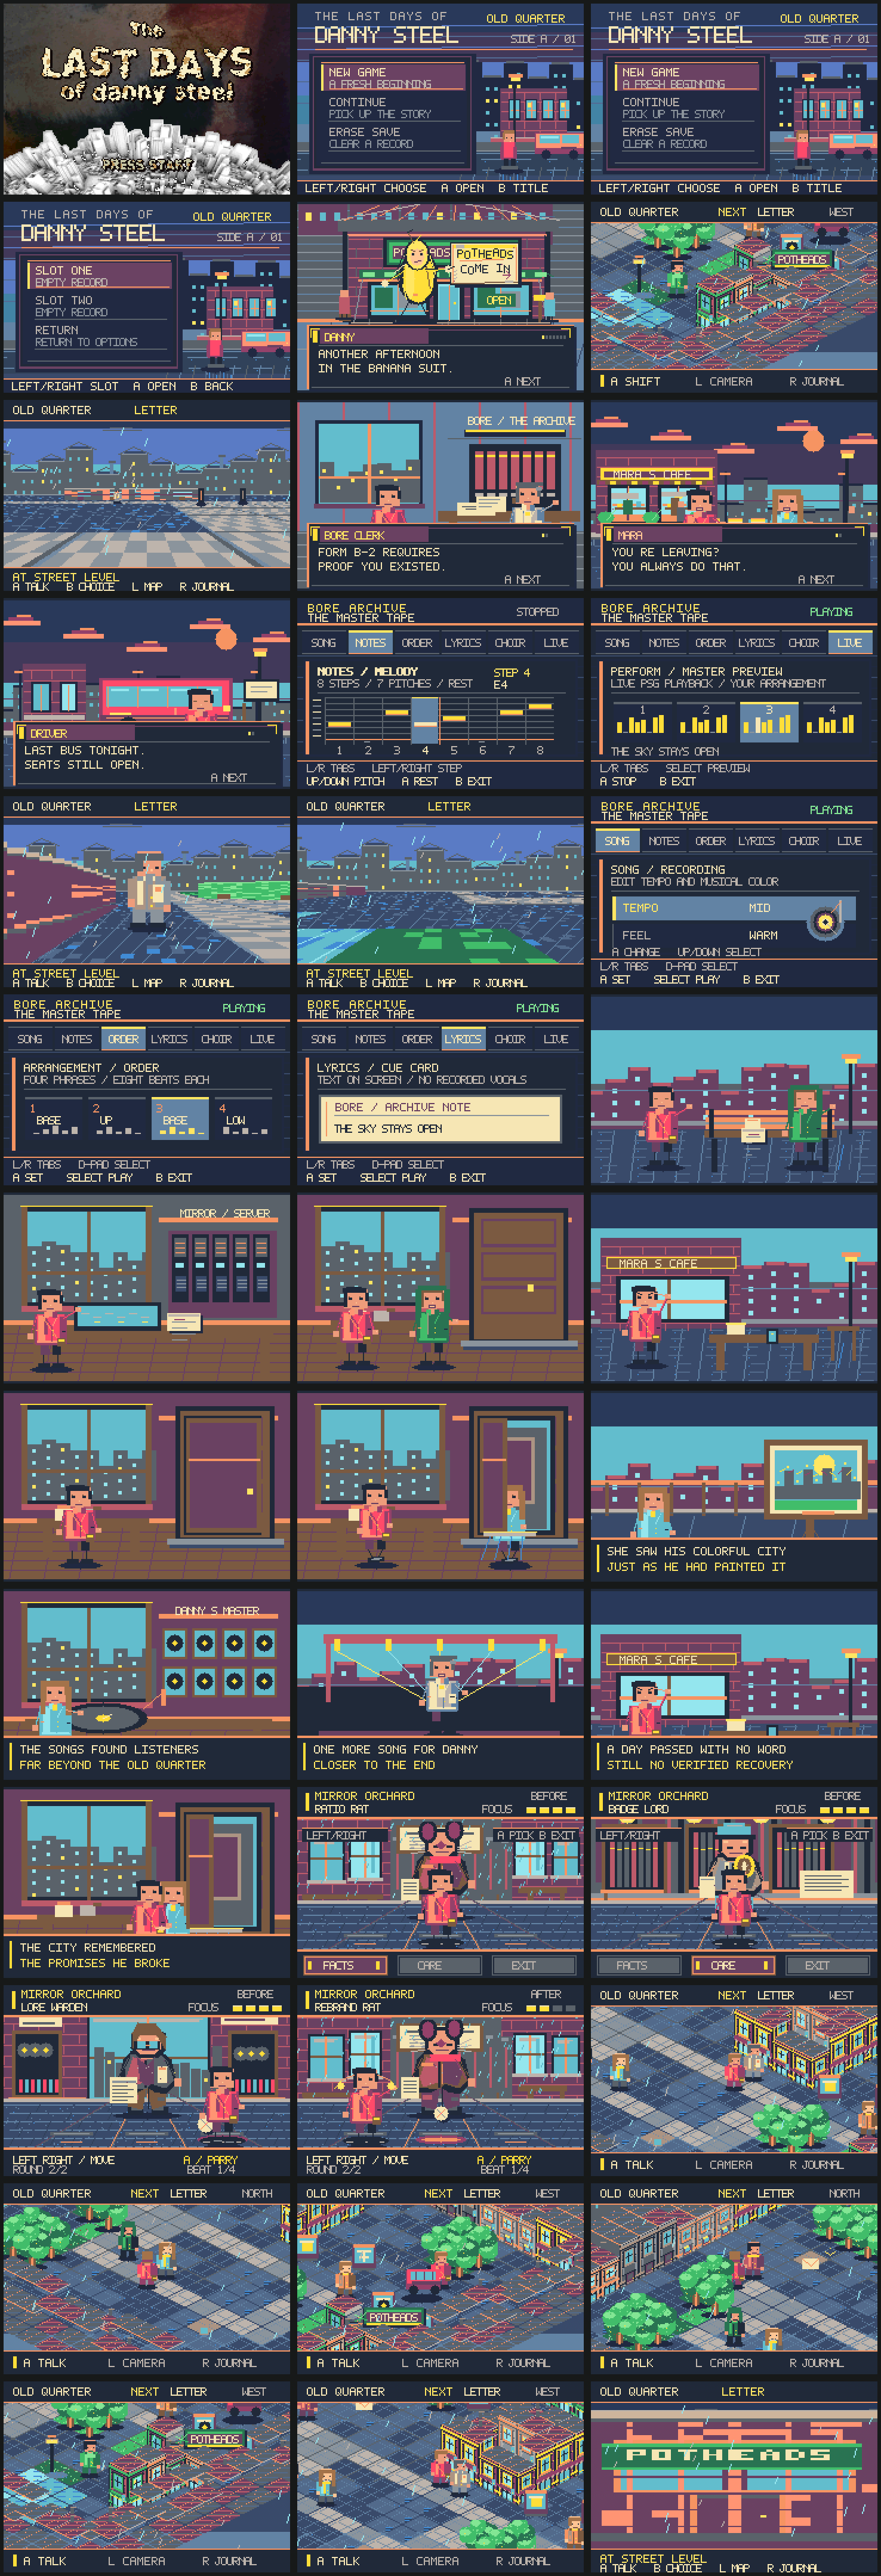 The
LAST DAYS
of danny steel
PRESS START
THE LAST DAYS OF
DANNY STEEL
OLD QUARTER
SIDE A / 01
NEW GAME
A FRESH BEGINNING
CONTINUE
PICK UP THE STORY
ERASE SAVE
CLEAR A RECORD
LEFT/RIGHT CHOOSE A OPEN B TITLE
THE LAST DAYS OF
DANNY STEEL
OLD QUARTER
SIDE A / 01
NEW GAME
A FRESH BEGINNING
CONTINUE
PICK UP THE STORY
ERASE SAVE
CLEAR A RECORD
LEFT/RIGHT CHOOSE A OPEN B TITLE
THE LAST DAYS OF
DANNY STEEL
OLD QUARTER
SIDE A / 01
SLOT ONE
EMPTY RECORD
SLOT TWO
EMPTY RECORD
RETURN
RETURN TO OPTIONS
LEFT/RIGHT SLOT A OPEN B BACK
POTHEADS
COME IN
OPEN
DANNY
ANOTHER AFTERNOON
IN THE BANANA SUIT.
A NEXT
OLD QUARTER NEXT LETTER WEST
POTHEADS
A SHIFT L CAMERA R JOURNAL
OLD QUARTER LETTER
AT STREET LEVEL
A TALK B CHOICE L MAP R JOURNAL
BORE / THE ARCHIVE
BORE CLERK
FORM B-2 REQUIRES
PROOF YOU EXISTED.
A NEXT
MARA S CAFE
MARA
YOU RE LEAVING?
YOU ALWAYS DO THAT.
A NEXT
DRIVER
LAST BUS TONIGHT.
SEATS STILL OPEN.
A NEXT
BORE ARCHIVE
THE MASTER TAPE
STOPPED
SONG NOTES ORDER LYRICS CHOIR LIVE
NOTES / MELODY
8 STEPS / 7 PITCHES / REST
STEP 4
E4
1 2 3 4 5 6 7 8
L/R TABS LEFT/RIGHT STEP
UP/DOWN PITCH A REST B EXIT
BORE ARCHIVE
THE MASTER TAPE
PLAYING
SONG NOTES ORDER LYRICS CHOIR LIVE
PERFORM / MASTER PREVIEW
LIVE PSG PLAYBACK / YOUR ARRANGEMENT
1 2 3 4
THE SKY STAYS OPEN
L/R TABS SELECT PREVIEW
A STOP B EXIT
OLD QUARTER LETTER
AT STREET LEVEL
A TALK B CHOICE L MAP R JOURNAL
OLD QUARTER LETTER
AT STREET LEVEL
A TALK B CHOICE L MAP R JOURNAL
BORE ARCHIVE
THE MASTER TAPE
PLAYING
SONG NOTES ORDER LYRICS CHOIR LIVE
SONG / RECORDING
EDIT TEMPO AND MUSICAL COLOR
TEMPO MID
FEEL WARM
A CHANGE UP/DOWN SELECT
L/R TABS D-PAD SELECT
A SET SELECT PLAY B EXIT
BORE ARCHIVE
THE MASTER TAPE
PLAYING
SONG NOTES ORDER LYRICS CHOIR LIVE
ARRANGEMENT / ORDER
FOUR PHRASES / EIGHT BEATS EACH
1 2 3 4
BASE UP BASE LOW
L/R TABS D-PAD SELECT
A SET SELECT PLAY B EXIT
BORE ARCHIVE
THE MASTER TAPE
PLAYING
SONG NOTES ORDER LYRICS CHOIR LIVE
LYRICS / CUE CARD
TEXT ON SCREEN / NO RECORDED VOCALS
BORE / ARCHIVE NOTE
THE SKY STAYS OPEN
L/R TABS D-PAD SELECT
A SET SELECT PLAY B EXIT
MIRROR / SERVER
MARA S CAFE
SHE SAW HIS COLORFUL CITY
JUST AS HE HAD PAINTED IT
DANNY S MASTER
THE SONGS FOUND LISTENERS
FAR BEYOND THE OLD QUARTER
ONE MORE SONG FOR DANNY
CLOSER TO THE END
MARA S CAFE
A DAY PASSED WITH NO WORD
STILL NO VERIFIED RECOVERY
THE CITY REMEMBERED
THE PROMISES HE BROKE
MIRROR ORCHARD BEFORE
RATIO RAT FOCUS
LEFT/RIGHT A PICK B EXIT
FACTS CARE EXIT
MIRROR ORCHARD BEFORE
BADGE LORD FOCUS
LEFT/RIGHT A PICK B EXIT
FACTS CARE EXIT
MIRROR ORCHARD BEFORE
LORE WARDEN FOCUS
LEFT RIGHT / MOVE A / PARRY
ROUND 2/2 BEAT 1/4
MIRROR ORCHARD AFTER
REBRAND RAT FOCUS
LEFT RIGHT / MOVE A / PARRY
ROUND 2/2 BEAT 1/4
OLD QUARTER NEXT LETTER WEST
A TALK L CAMERA R JOURNAL
OLD QUARTER NEXT LETTER NORTH
A TALK L CAMERA R JOURNAL
OLD QUARTER NEXT LETTER WEST
POTHEADS
A TALK L CAMERA R JOURNAL
OLD QUARTER NEXT LETTER NORTH
A TALK L CAMERA R JOURNAL
OLD QUARTER NEXT LETTER WEST
POTHEADS
A TALK L CAMERA R JOURNAL
OLD QUARTER NEXT LETTER WEST
A TALK L CAMERA R JOURNAL
OLD QUARTER LETTER
POTHEADS
AT STREET LEVEL
A TALK B CHOICE L MAP R JOURNAL